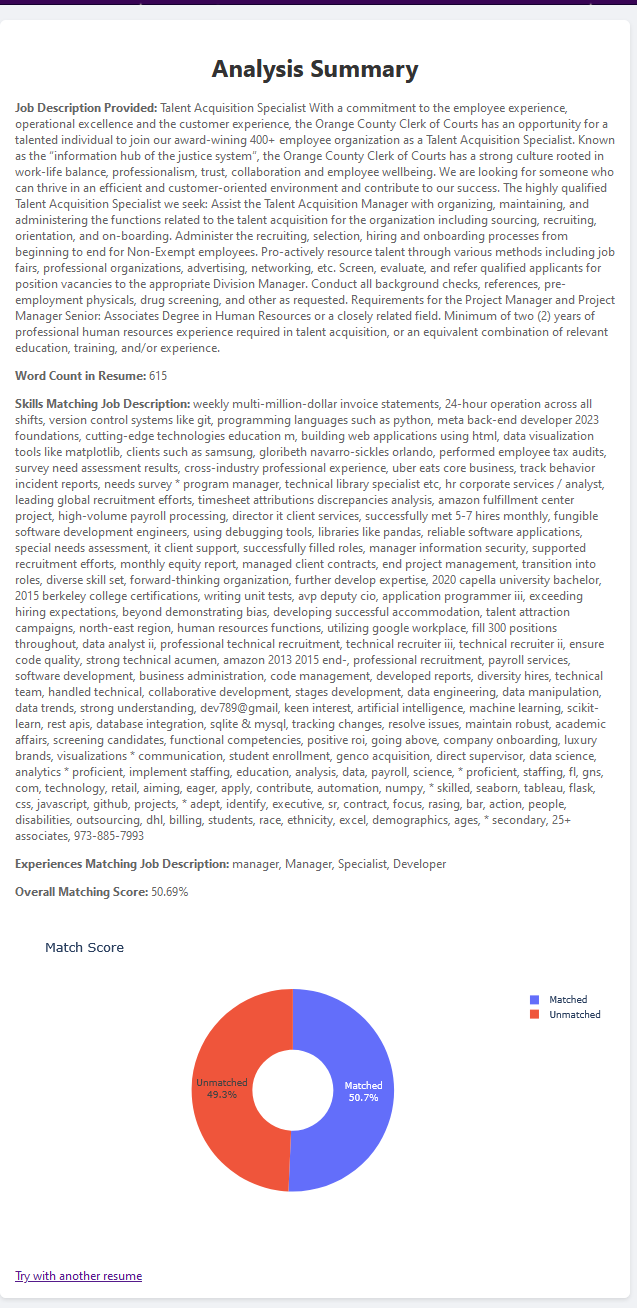 Analysis Summary
Job Description Provided: Talent Acquisition Specialist With a commitment to the employee experience,
operational excellence and the customer experience, the Orange County Clerk of Courts has an opportunity for a
talented individual to join our award-wining 400+ employee organization as a Talent Acquisition Specialist. Known
as the "information hub of the justice system", the Orange County Clerk of Courts has a strong culture rooted in
work-life balance, professionalism, trust, collaboration and employee wellbeing. We are looking for someone who
can thrive in an efficient and customer-oriented environment and contribute to our success. The highly qualified
Talent Acquisition Specialist we seek: Assist the Talent Acquisition Manager with organizing, maintaining, and
administering the functions related to the talent acquisition for the organization including sourcing, recruiting,
orientation, and on-boarding. Administer the recruiting, selection, hiring and onboarding processes from
beginning to end for Non-Exempt employees. Pro-actively resource talent through various methods including job
fairs, professional organizations, advertising, networking, etc. Screen, evaluate, and refer qualified applicants for
position vacancies to the appropriate Division Manager. Conduct all background checks, references, pre-
employment physicals, drug screening, and other as requested. Requirements for the Project Manager and Project
Manager Senior: Associates Degree in Human Resources or a closely related field. Minimum of two (2) years of
professional human resources experience required in talent acquisition, or an equivalent combination of relevant
education, training, and/or experience.
Word Count in Resume: 615
Skills Matching Job Description: weekly multi-million-dollar invoice statements, 24-hour operation across all
shifts, version control systems like git, programming languages such as python, meta back-end developer 2023
foundations, cutting-edge technologies education m, building web applications using html, data visualization
tools like matplotlib, clients such as samsung, gloribeth navarro-sickles orlando, performed employee tax audits,
survey need assessment results, cross-industry professional experience, uber eats core business, track behavior
incident reports, needs survey * program manager, technical library specialist etc, hr corporate services / analyst,
leading global recruitment efforts, timesheet attributions discrepancies analysis, amazon fulfillment center
project, high-volume payroll processing, director it client services, successfully met 5-7 hires monthly, fungible
software development engineers, using debugging tools, libraries like pandas, reliable software applications,
special needs assessment, it client support, successfully filled roles, manager information security, supported
recruitment efforts, monthly equity report, managed client contracts, end project management, transition into
roles, diverse skill set, forward-thinking organization, further develop expertise, 2020 capella university bachelor,
2015 berkeley college certifications, writing unit tests, avp deputy cio, application programmer iii, exceeding
hiring expectations, beyond demonstrating bias, developing successful accommodation, talent attraction
campaigns, north-east region, human resources functions, utilizing google workplace, fill 300 positions
throughout, data analyst ii, professional technical recruitment, technical recruiter iii, technical recruiter ii, ensure
code quality, strong technical acumen, amazon 2013 2015 end-, professional recruitment, payroll services,
software development, business administration, code management, developed reports, diversity hires, technical
team, handled technical, collaborative development, stages development, data engineering, data manipulation,
data trends, strong understanding, dev789@gmail, keen interest, artificial intelligence, machine learning, scikit-
learn, rest apis, database integration, sqlite & mysql, tracking changes, resolve issues, maintain robust, academic
affairs, screening candidates, functional competencies, positive roi, going above, company onboarding, luxury
brands, visualizations * communication, student enrollment, genco acquisition, direct supervisor, data science,
analytics * proficient, implement staffing, education, analysis, data, payroll, science, * proficient, staffing, fl, gns,
com, technology, retail, aiming, eager, apply, contribute, automation, numpy, * skilled, seaborn, tableau, flask,
css, javascript, github, projects, * adept, identify, executive, sr, contract, focus, rasing, bar, action, people,
disabilities, outsourcing, dhl, billing, students, race, ethnicity, excel, demographics, ages, * secondary, 25+
associates, 973-885-7993
Experiences Matching Job Description: manager, Manager, Specialist, Developer
Overall Matching Score: 50.69%
Match Score
Matched
Unmatched
Unmatched
49.3%
Matched
50.7%
Try with another resume